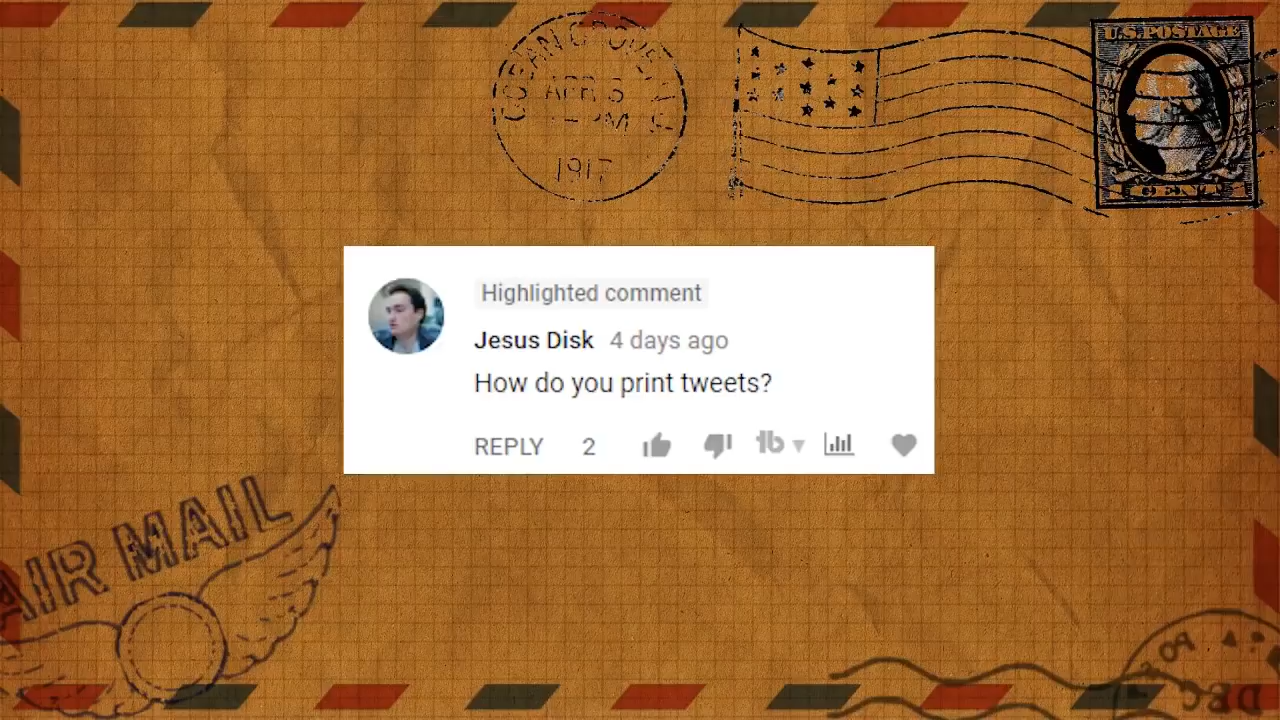 U.S. POSTAGE
APR 5
1917
Highlighted comment
Jesus Disk 4 days ago
How do you print tweets?
REPLY 2
AIR MAIL
DEC